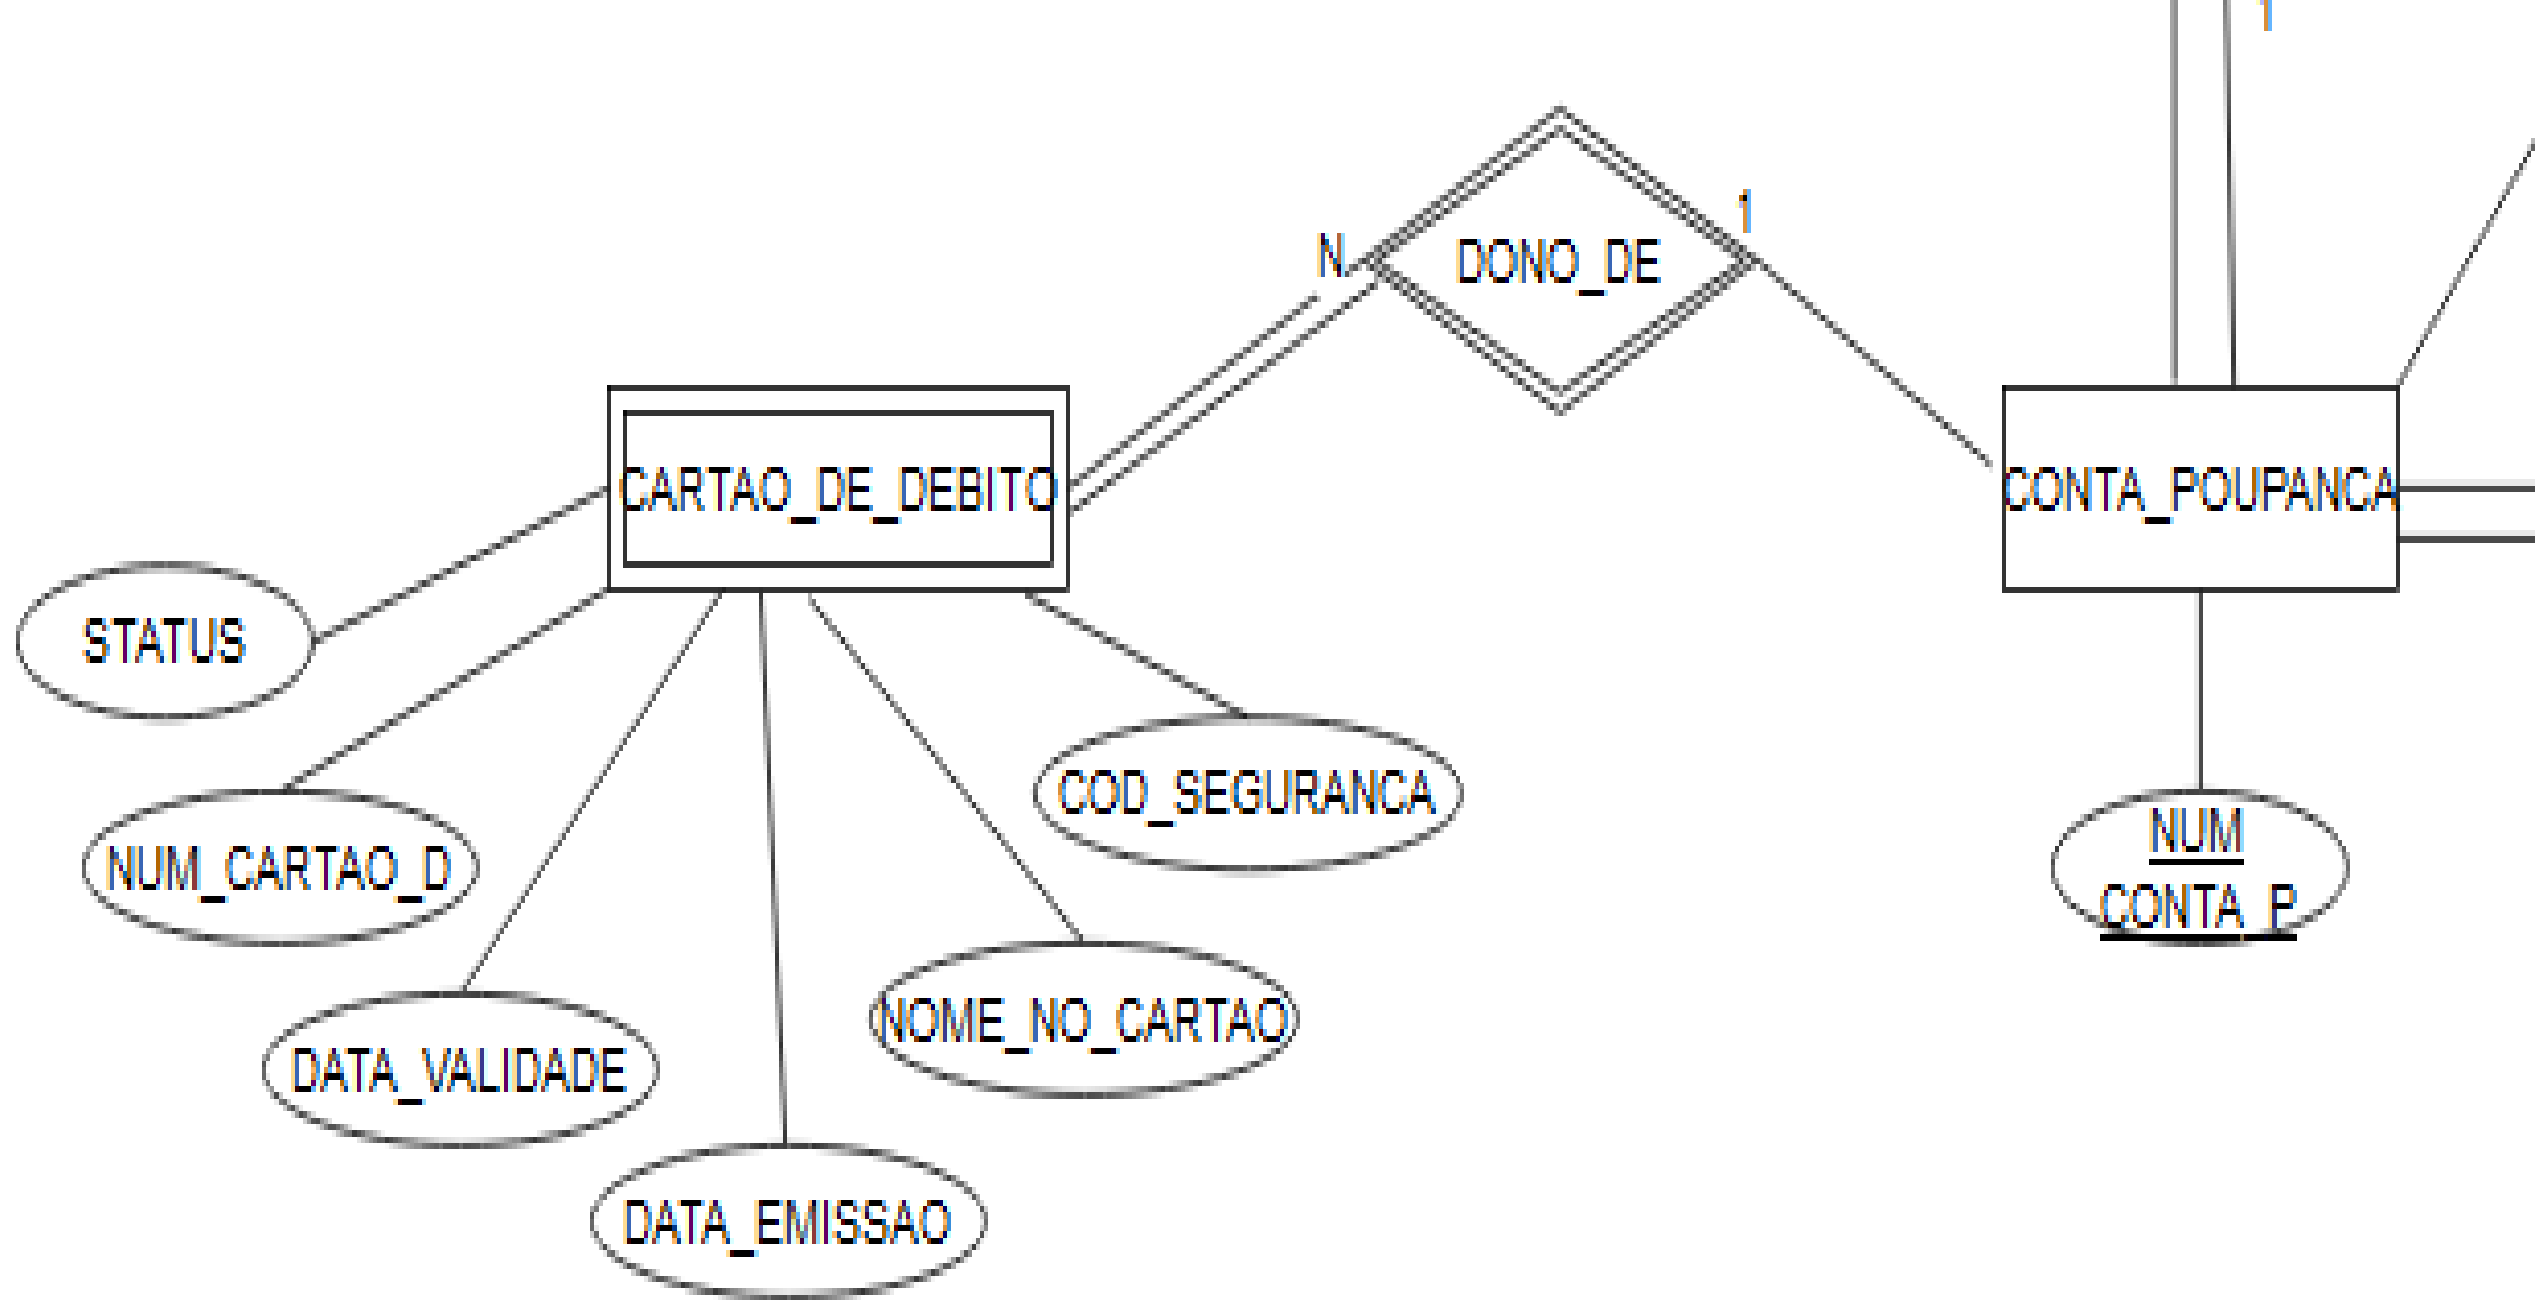 1
1
N
DONO_DE
CARTAO_DE_DEBITO
CONTA_POUPANCA
STATUS
COD_SEGURANCA
NUM_CARTAO_D
NUM
CONTA_P
NOME_NO_CARTAO
DATA_VALIDADE
DATA_EMISSAO